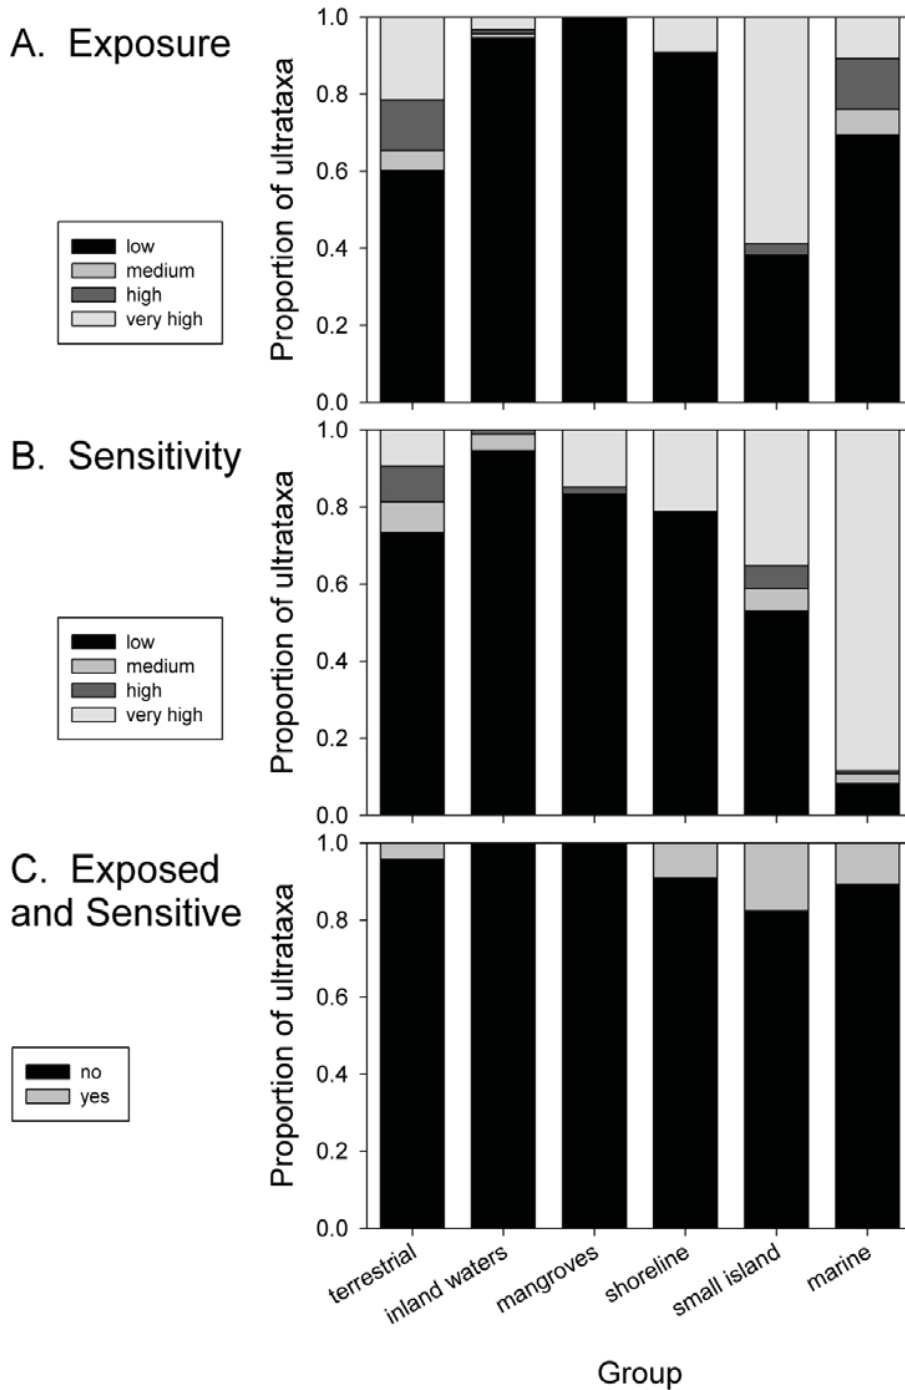 A. Exposure
low
medium
high
very high
Proportion of ultrataxa
1.0
0.8
0.6
0.4
0.2
0.0
B. Sensitivity
low
medium
high
very high
Proportion of ultrataxa
1.0
0.8
0.6
0.4
0.2
0.0
C. Exposed
and Sensitive
no
yes
Proportion of ultrataxa
1.0
0.8
0.6
0.4
0.2
0.0
terrestrial
inland waters
mangroves
shoreline
small island
marine
Group